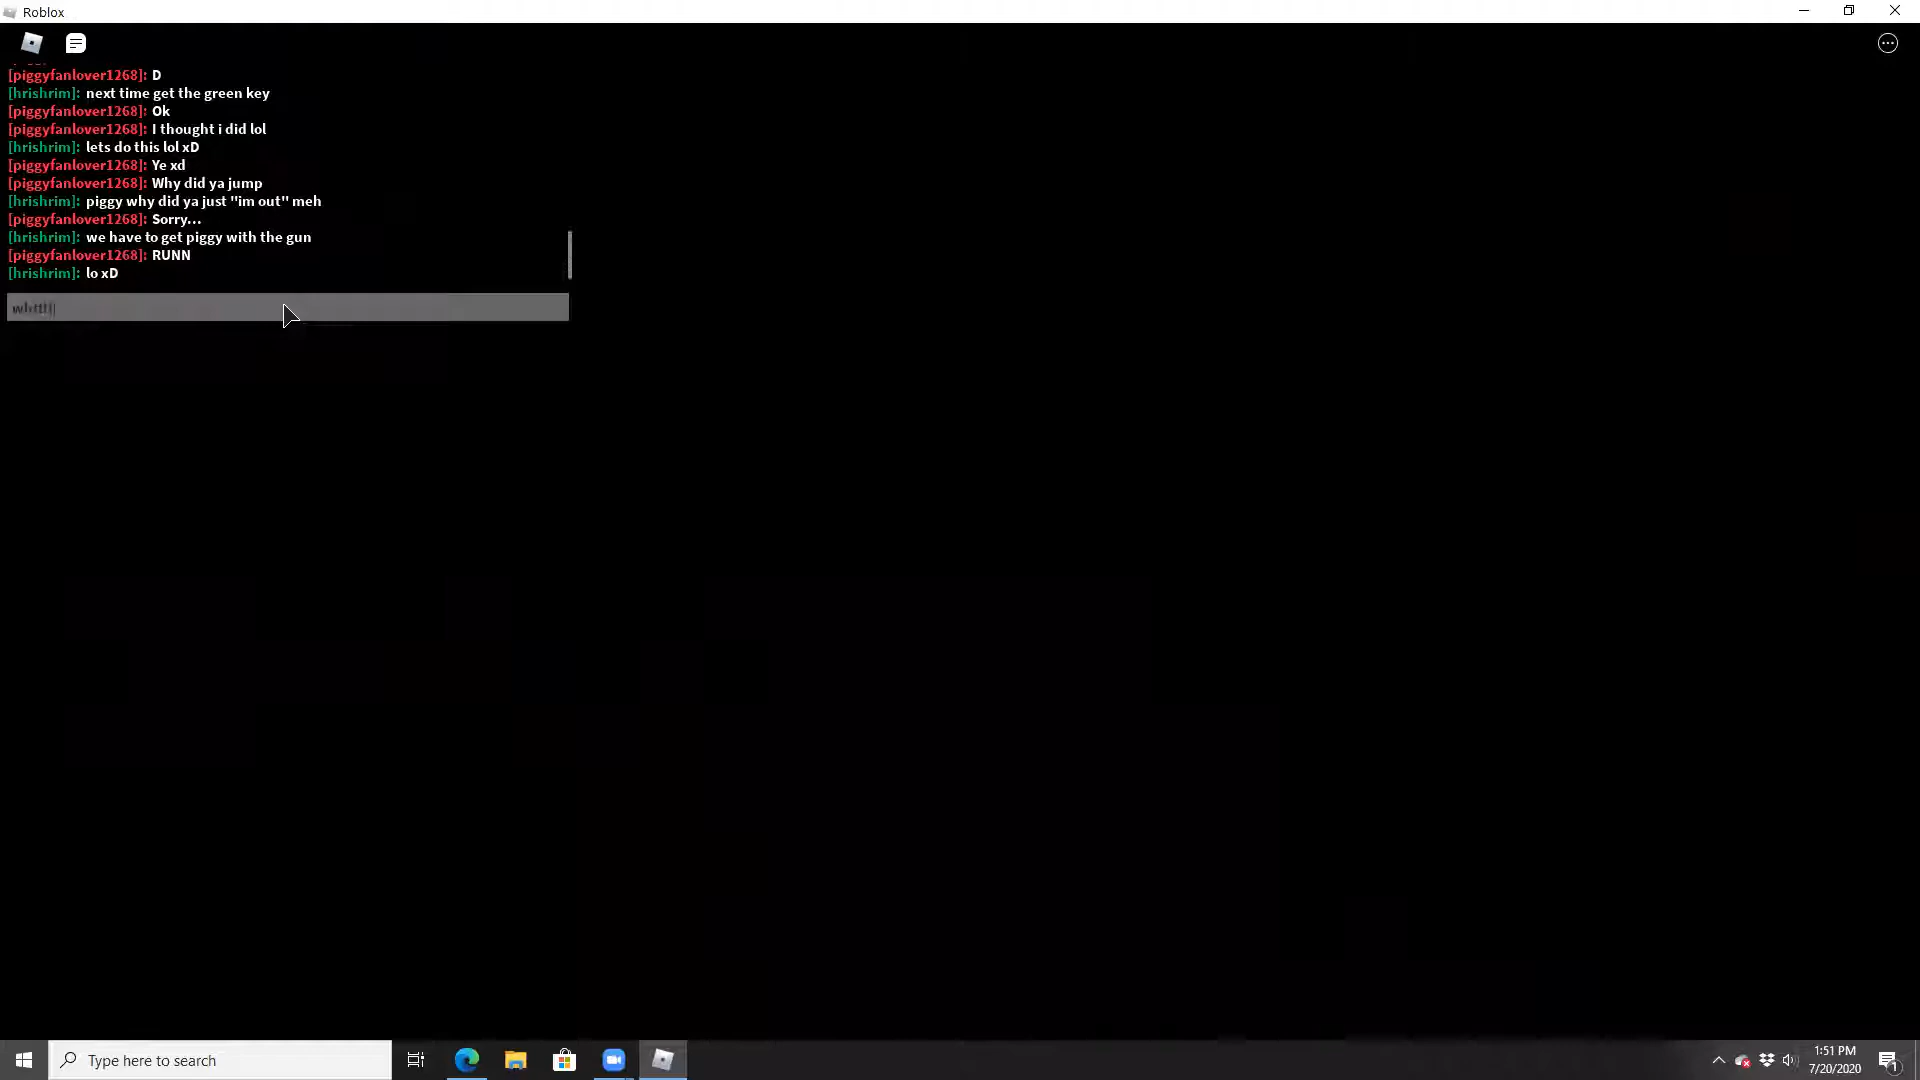 Roblox
[piggyfanlover1268]: D
[hrishrim]: next time get the green key
[piggyfanlover1268]: Ok
[piggyfanlover1268]: I thought i did lol
[hrishrim]: lets do this lol xD
[piggyfanlover1268]: Ye xd
[piggyfanlover1268]: Why did ya jump
[hrishrim]: piggy why did ya just "im out" meh
[piggyfanlover1268]: Sorry...
[hrishrim]: we have to get piggy with the gun
[piggyfanlover1268]: RUNN
[hrishrim]: lo xD
Type here to search
1:51 PM
7/20/2020
1